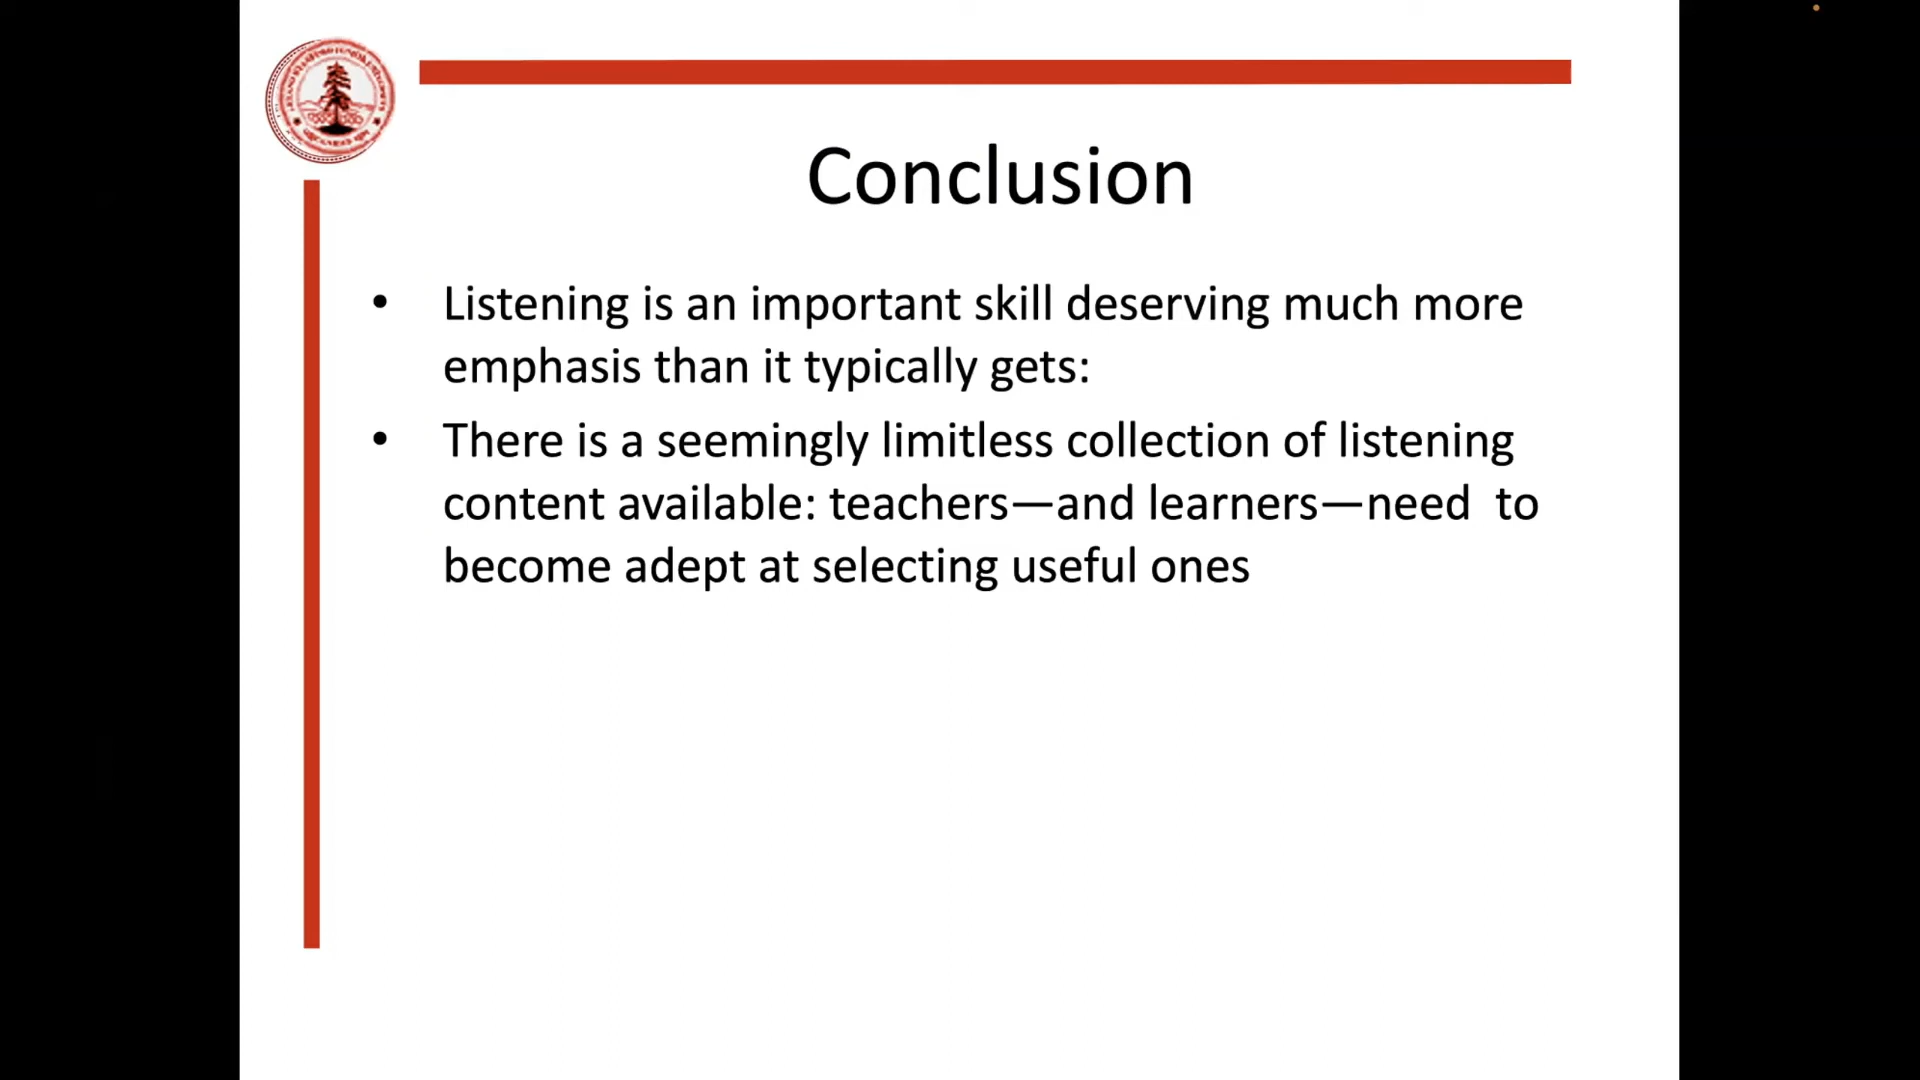 Conclusion
• Listening is an important skill deserving much more
emphasis than it typically gets:
• There is a seemingly limitless collection of listening
content available: teachers—and learners—need  to
become adept at selecting useful ones